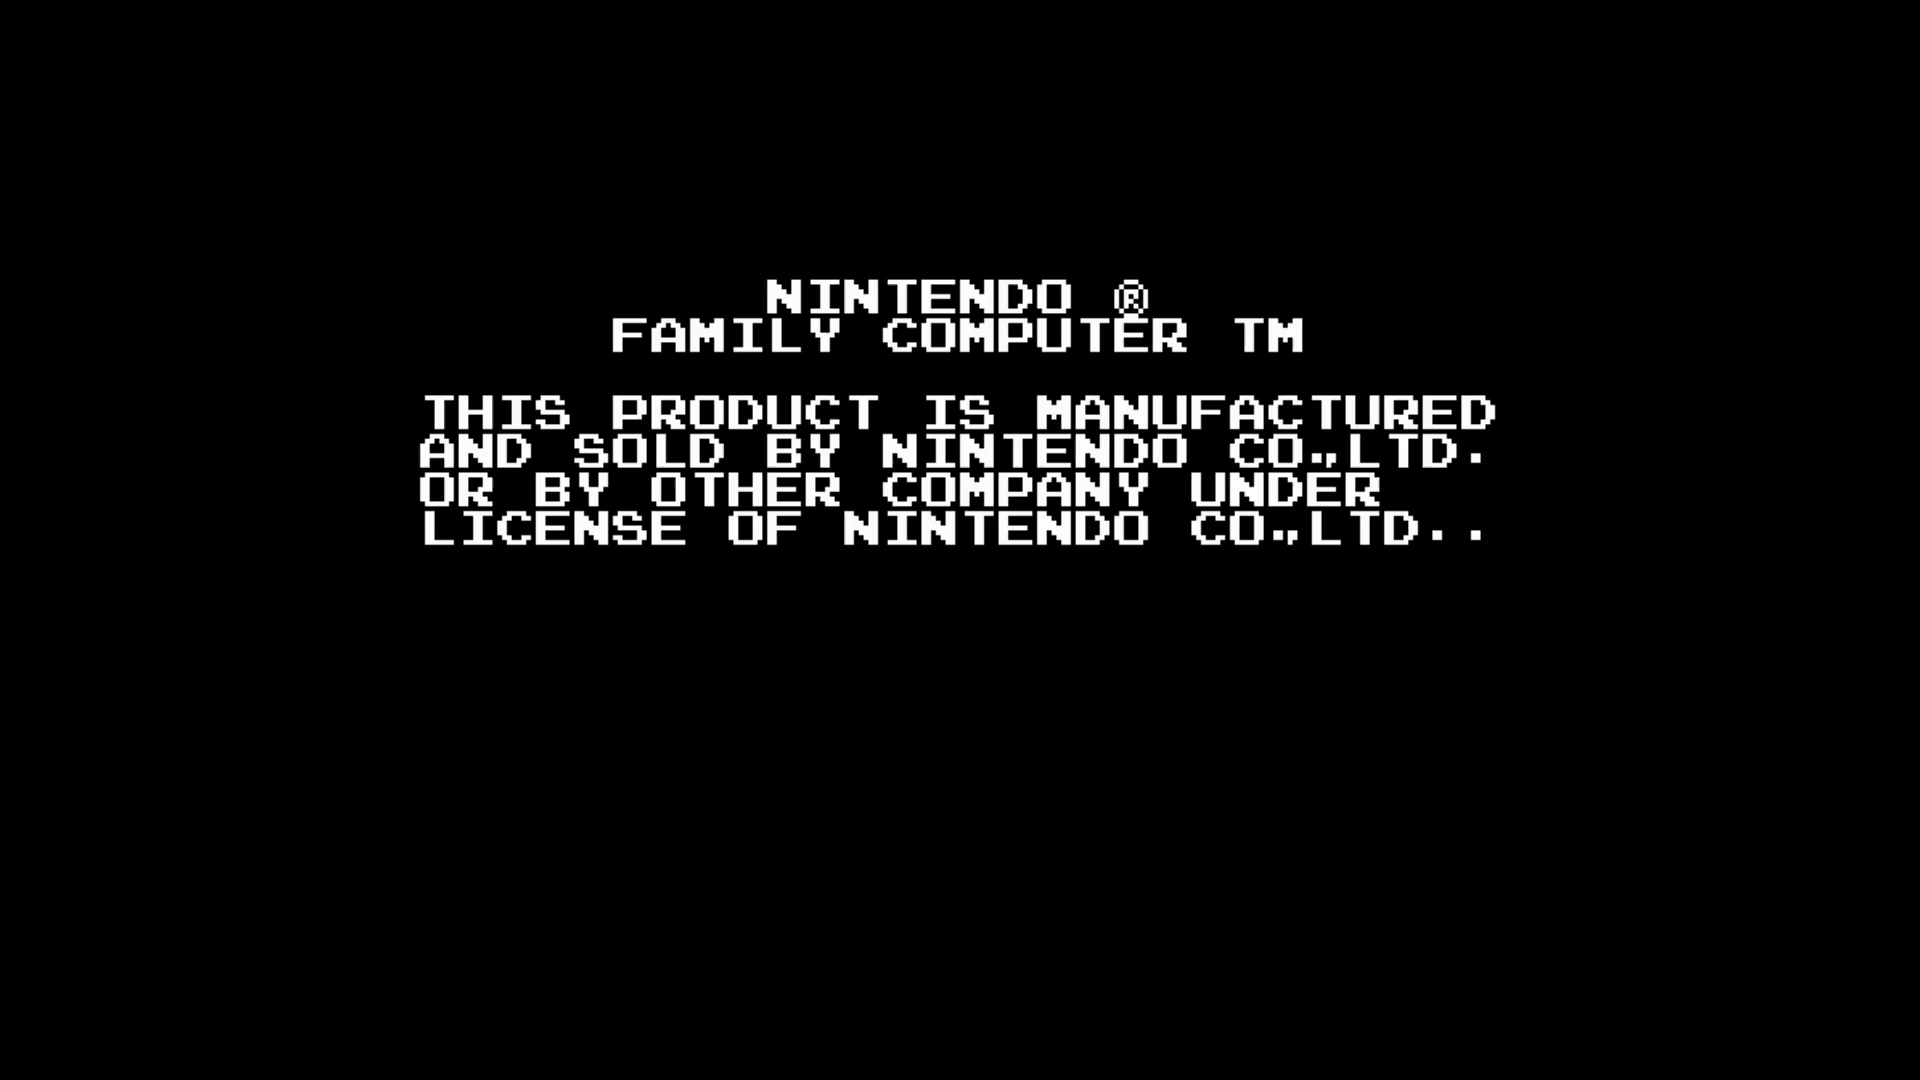 NINTENDO ®
FAMILY COMPUTER TM
THIS PRODUCT IS MANUFACTURED
AND SOLD BY NINTENDO CO.,LTD.
OR BY OTHER COMPANY UNDER
LICENSE OF NINTENDO CO.,LTD..